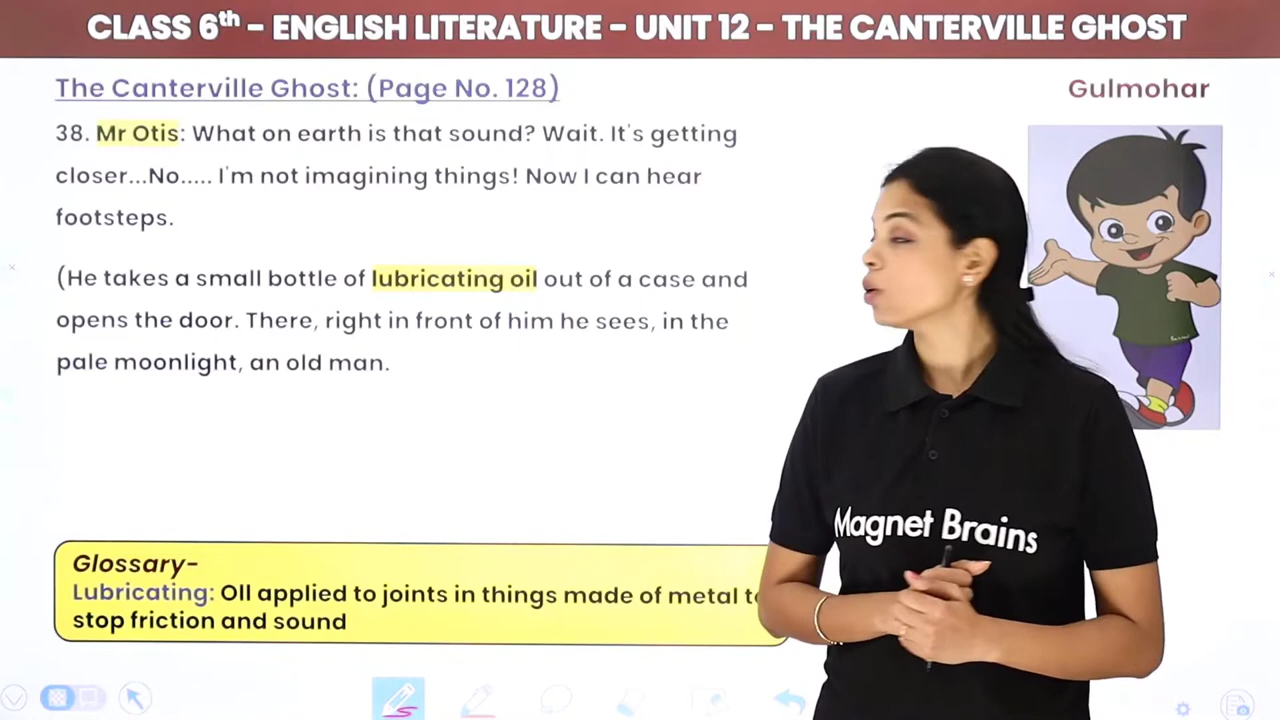 CLASS 6th - ENGLISH LITERATURE - UNIT 12 - THE CANTERVILLE GHOST
The Canterville Ghost: (Page No. 128)
Gulmohar
38. Mr Otis: What on earth is that sound? Wait. It's getting
closer...No..... I'm not imagining things! Now I can hear
footsteps.
(He takes a small bottle of lubricating oil out of a case and
opens the door. There, right in front of him he sees, in the
pale moonlight, an old man.
Magnet Brains
Glossary-
Lubricating: Oll applied to joints in things made of metal
stop friction and sound